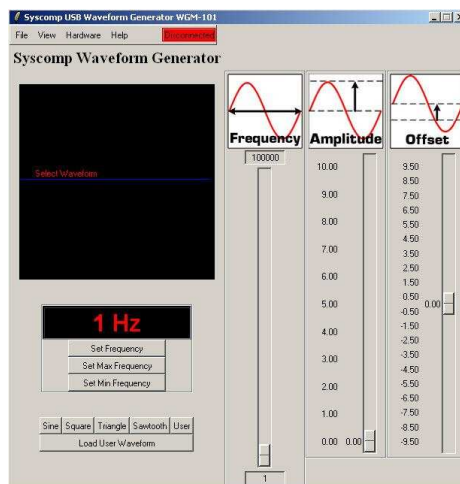 Syscomp USB Waveform Generator WGM-101
File View Hardware Help Disconnected
Syscomp Waveform Generator
Select Waveform
1 Hz
Set Frequency
Set Max Frequency
Set Min Frequency
Sine Square Triangle Sawtooth User
Load User Waveform
Frequency
100000
1
Amplitude
10.00
9.00
8.00
7.00
6.00
5.00
4.00
3.00
2.00
1.00
0.00 0.00
Offset
9.50
8.50
7.50
6.50
5.50
4.50
3.50
2.50
1.50
0.50
0.00
-0.50
-1.50
-2.50
-3.50
-4.50
-5.50
-6.50
-7.50
-8.50
-9.50